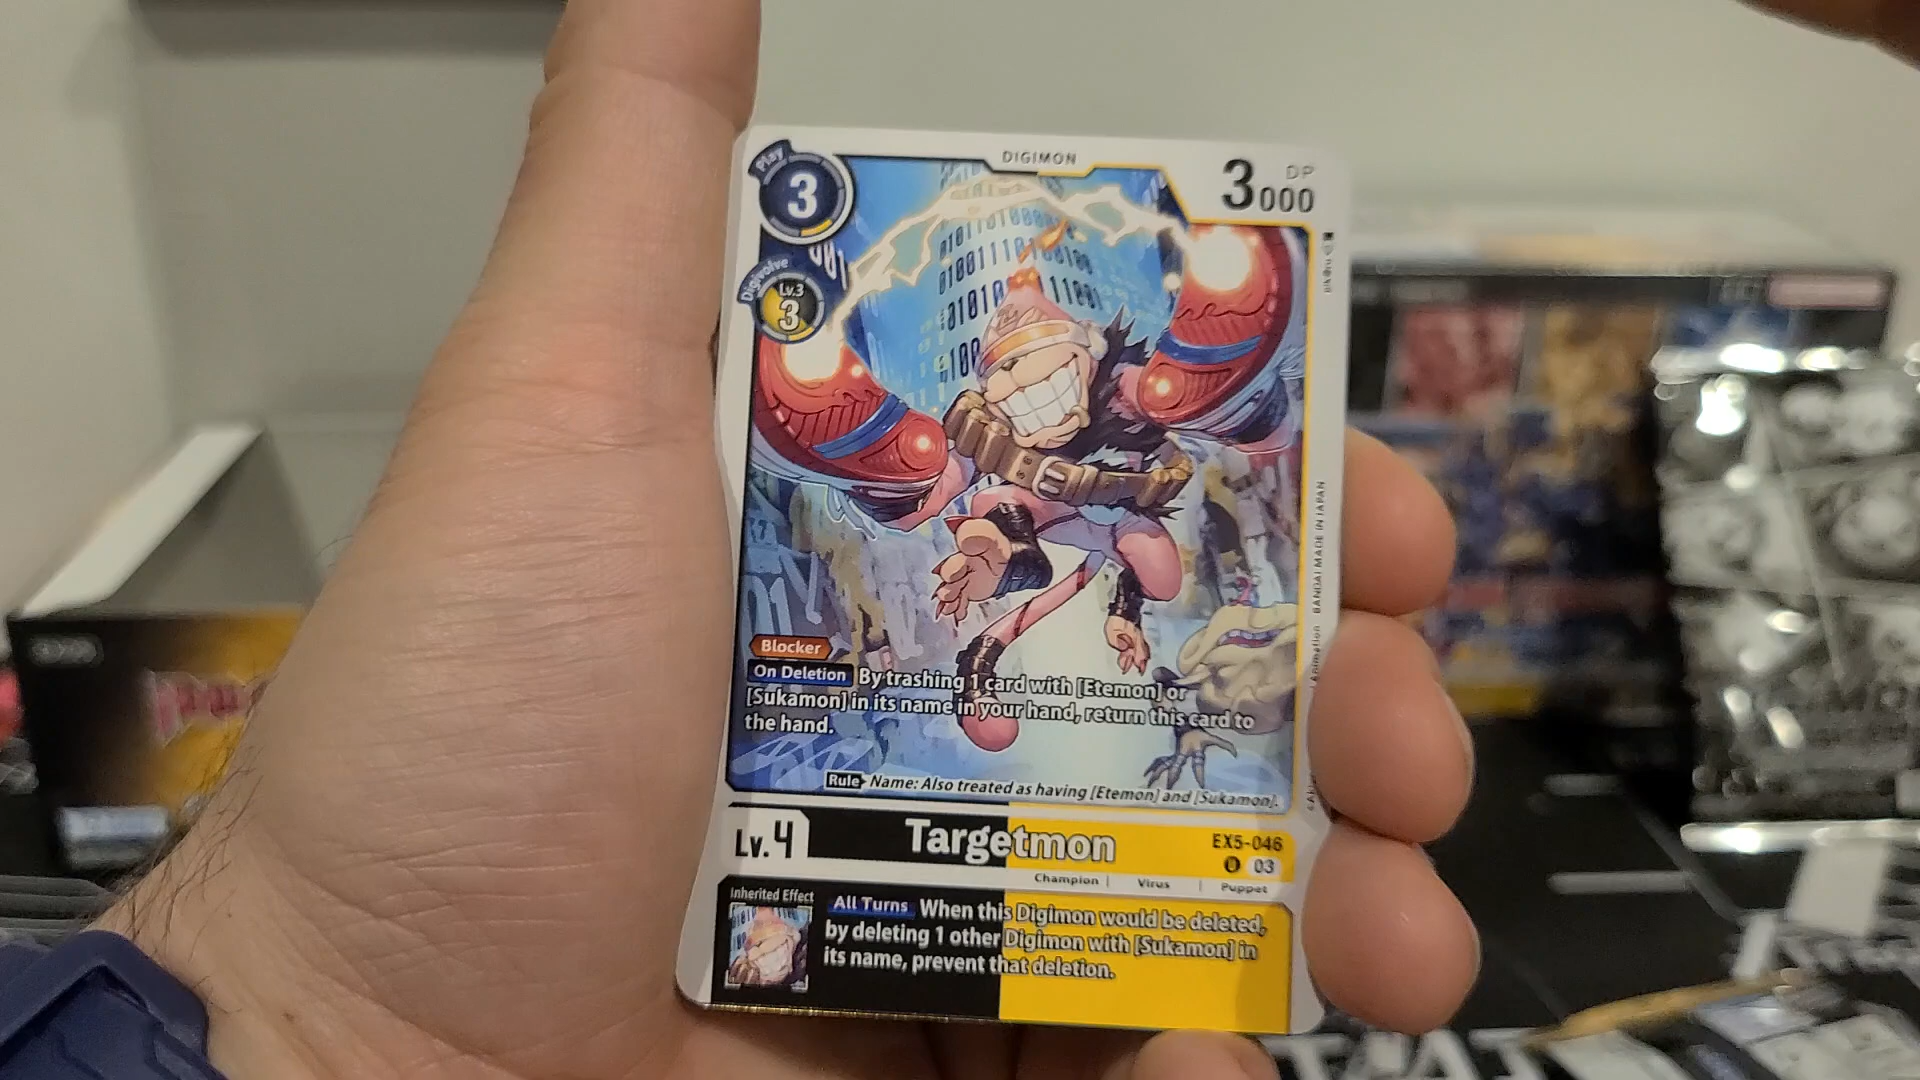 DIGIMON
Play
3
3000
DP
Digivolve
Lv.3
3
Blocker
On Deletion By trashing 1 card with [Etemon] or
[Sukamon] in its name in your hand, return this card to
the hand.
Rule Name: Also treated as having [Etemon] and [Sukamon].
Lv.4
Targetmon
EX5-046
U 03
Champion | Virus | Puppet
Inherited Effect
All Turns When this Digimon would be deleted,
by deleting 1 other Digimon with [Sukamon] in
its name, prevent that deletion.
BANDAI MADE IN JAPAN